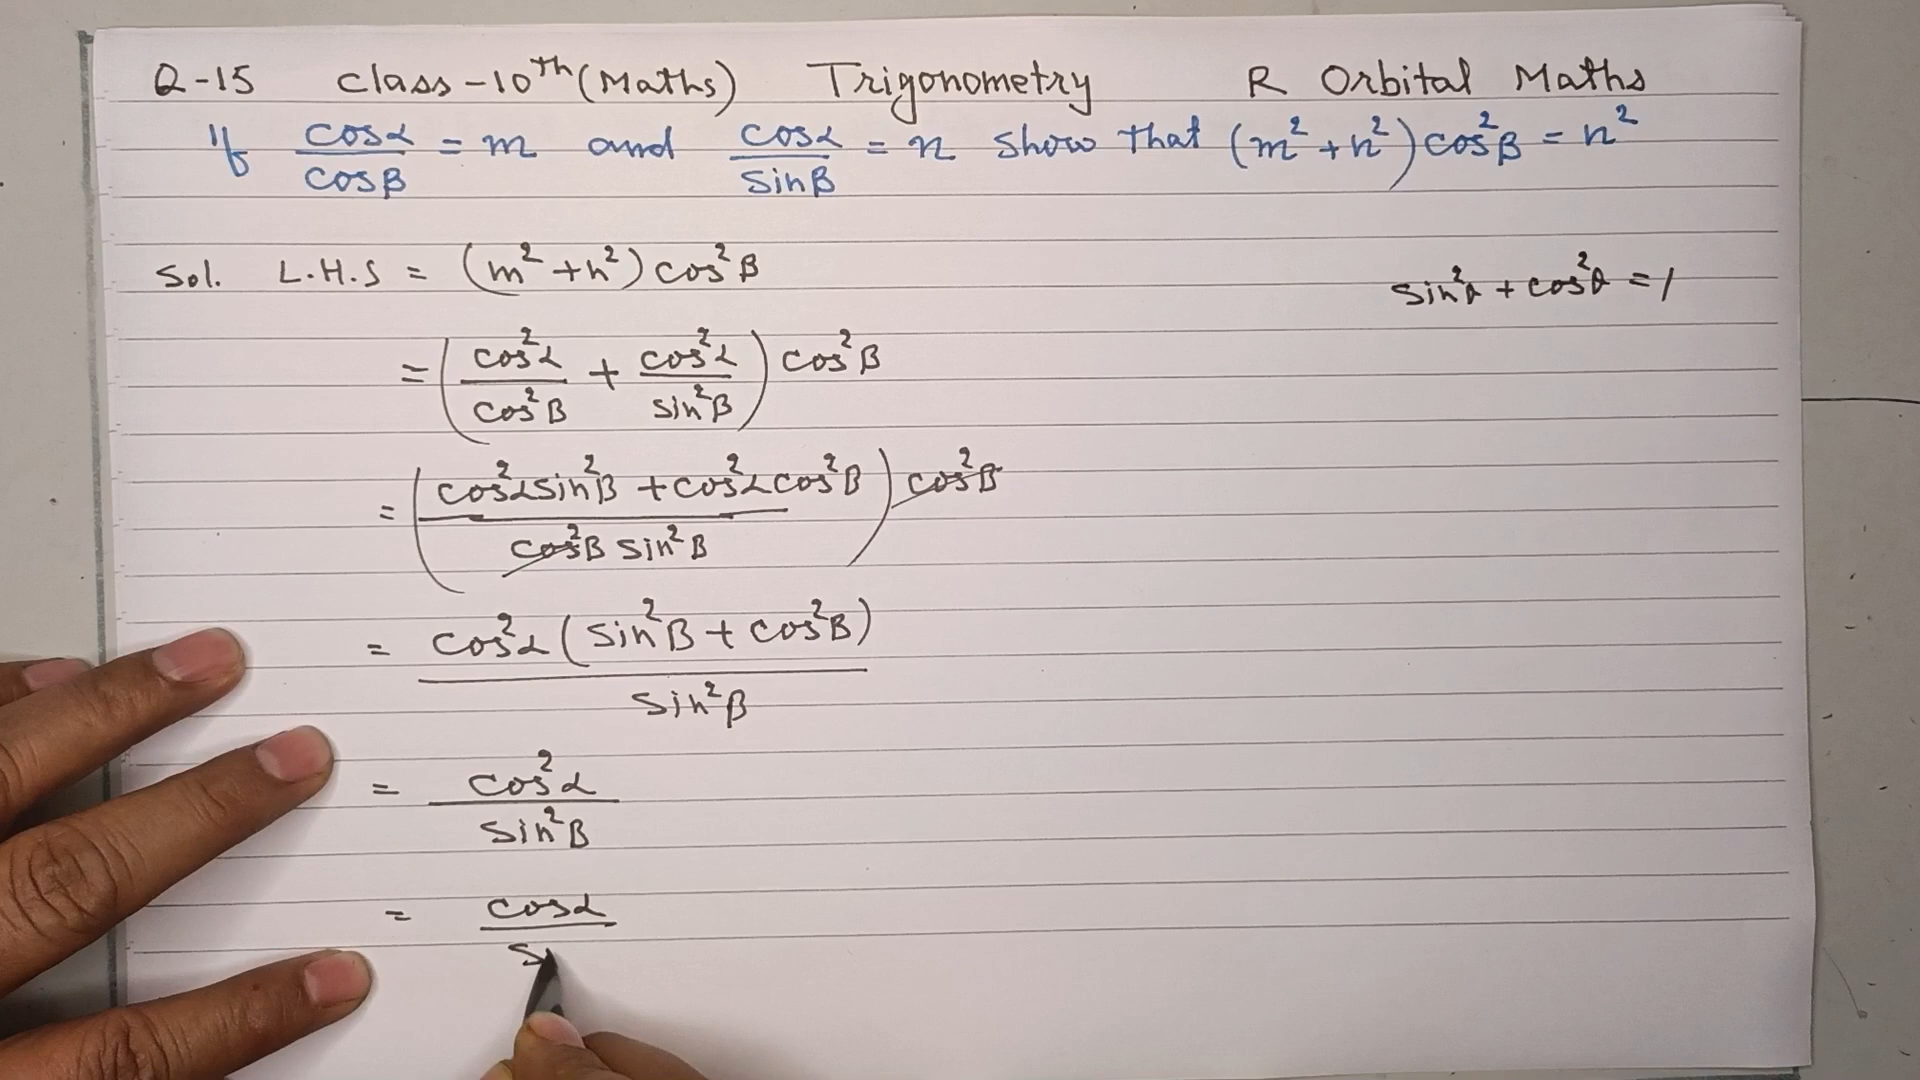 Q-15 Class-10th (Maths) Trigonometry R Orbital Maths
If cosα/cosβ = m and cosα/sinβ = n show that (m² + n²) cos²β = n²
Sol. L.H.S = (m² + n²) cos²β
sin²θ + cos²θ = 1
= (cos²α/cos²β + cos²α/sin²β) cos²β
= ((cos²α sin²β + cos²α cos²β)/(cos²β sin²β)) cos²β
= cos²α (sin²β + cos²β)/sin²β
= cos²α/sin²β
= cosα/s